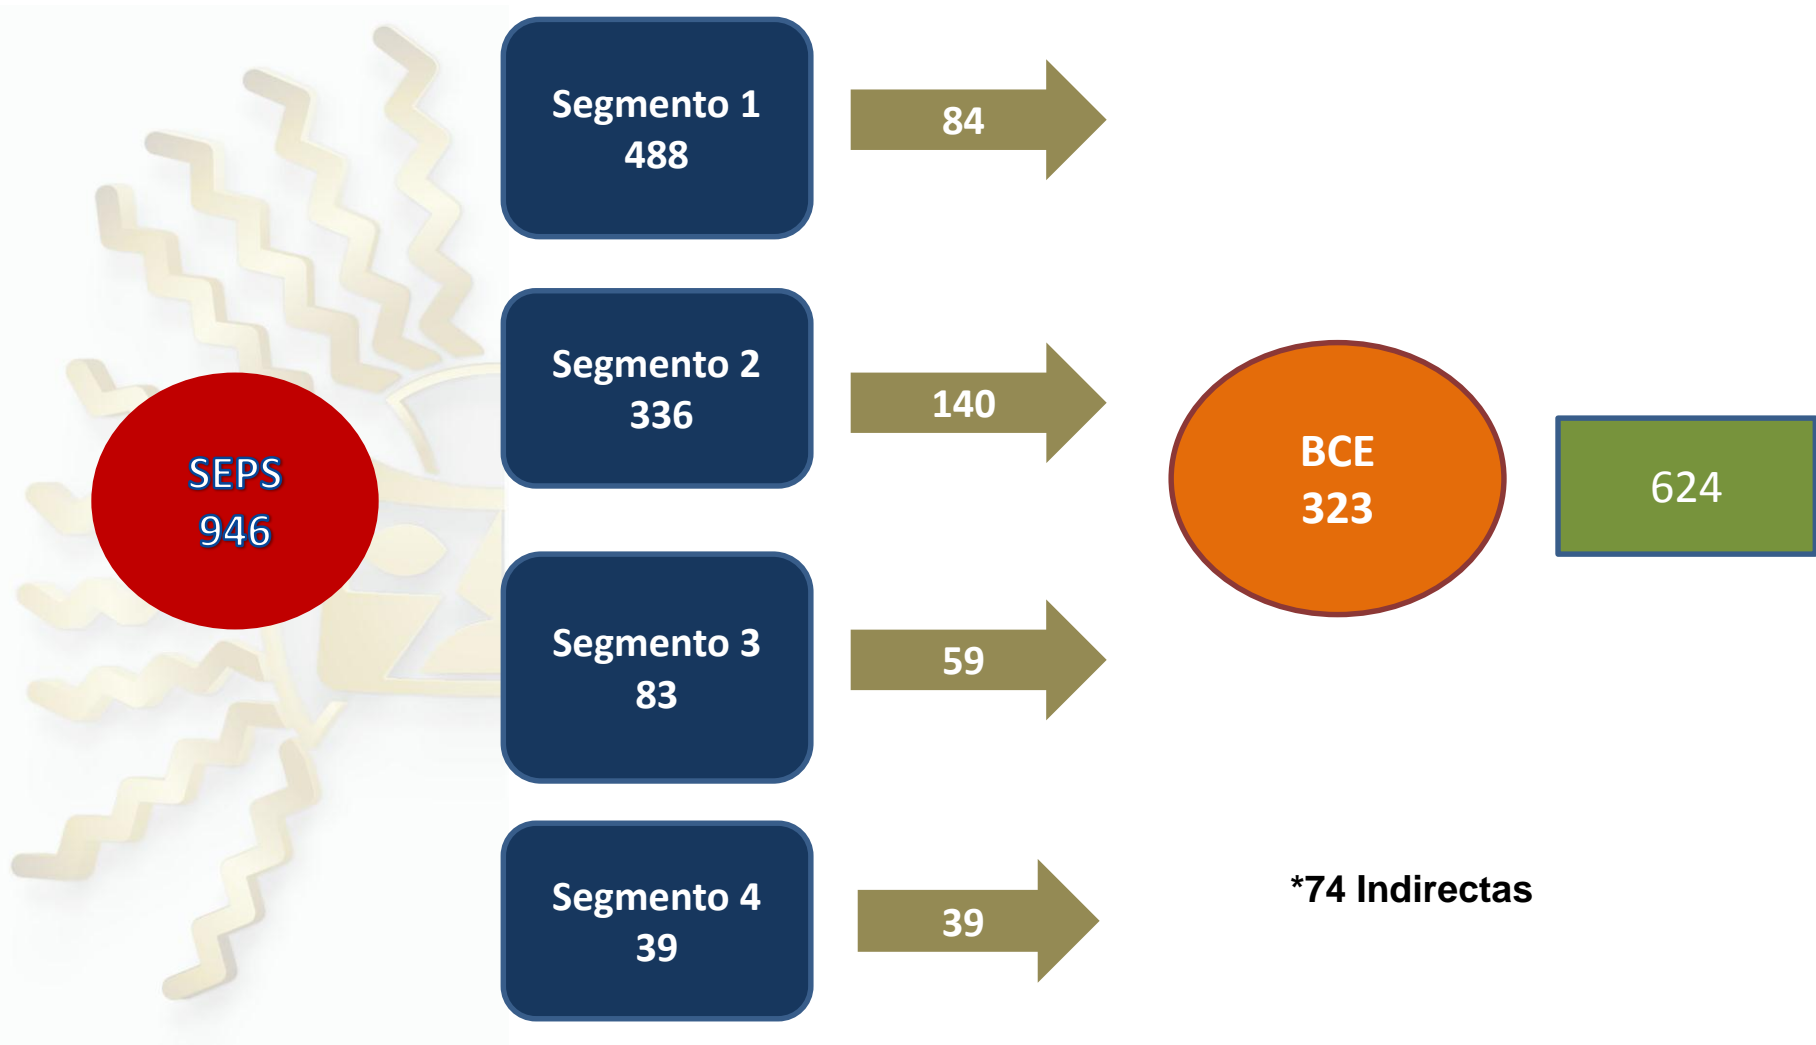 SEPS
946
Segmento 1
488
84
Segmento 2
336
140
Segmento 3
83
59
Segmento 4
39
39
BCE
323
624
*74 Indirectas